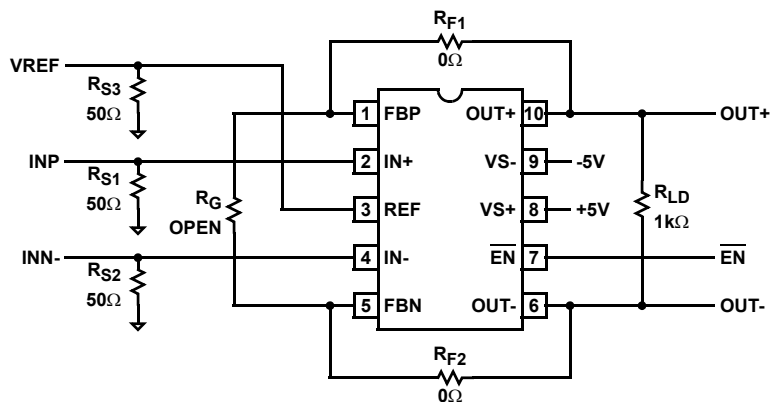 RF1
0Ω
VREF
RS3
50Ω
1 FBP OUT+ 10 OUT+
INP
RS1
50Ω
2 IN+ VS- 9 -5V
RG
OPEN
RLD
1kΩ
3 REF VS+ 8 +5V
INN-
RS2
50Ω
4 IN- EN 7 EN
5 FBN OUT- 6 OUT-
RF2
0Ω